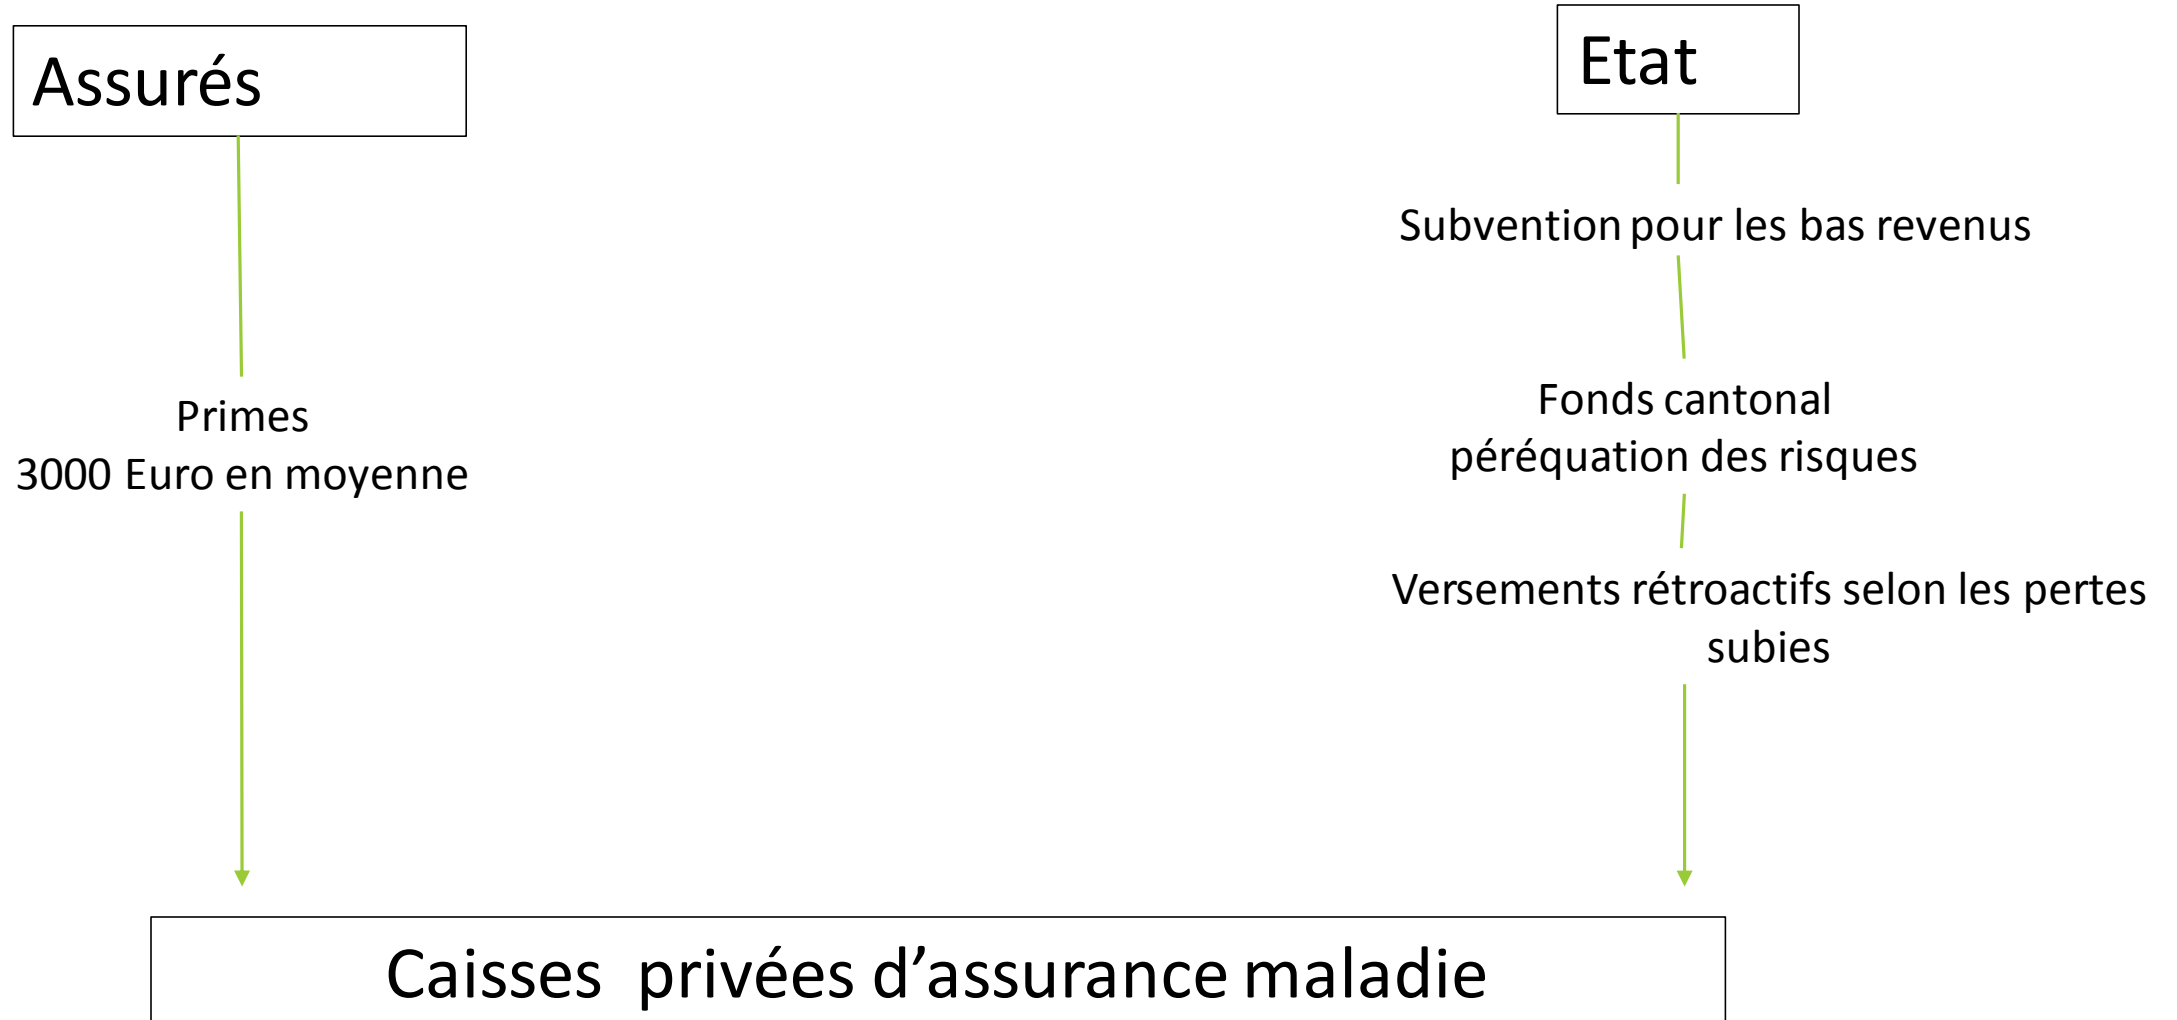 Assurés
Etat
Subvention pour les bas revenus
Primes
3000 Euro en moyenne
Fonds cantonal
péréquation des risques
Versements rétroactifs selon les pertes
subies
Caisses privées d’assurance maladie